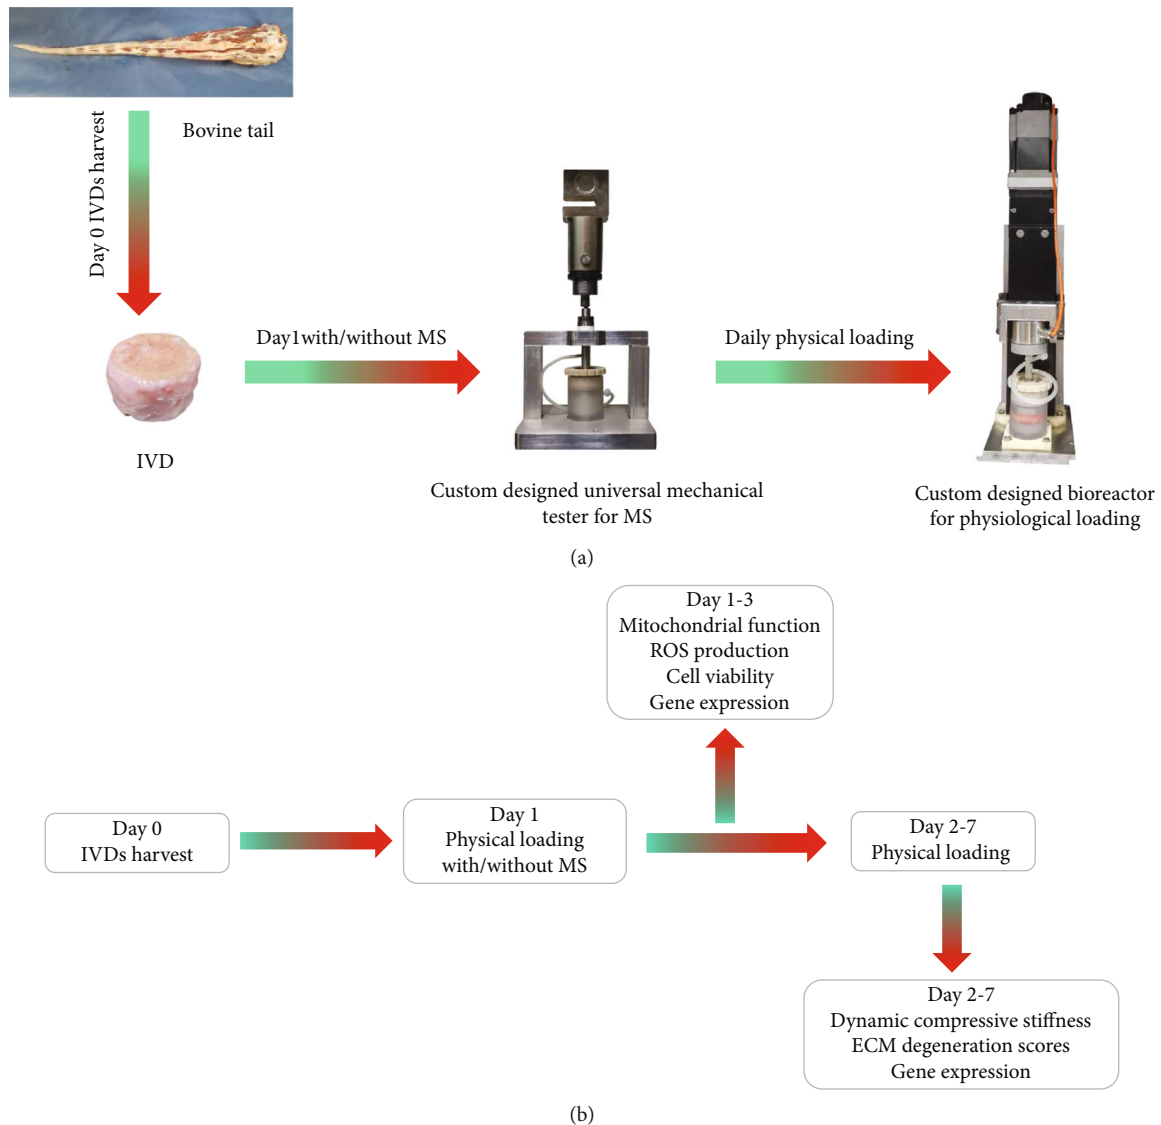 Bovine tail
Day 0 IVDs harvest
IVD
Day1with/without MS
Custom designed universal mechanical
tester for MS
Daily physical loading
Custom designed bioreactor
for physiological loading
(a)
Day 1-3
Mitochondrial function
ROS production
Cell viability
Gene expression
Day 0
IVDs harvest
Day 1
Physical loading
with/without MS
Day 2-7
Physical loading
Day 2-7
Dynamic compressive stiffness
ECM degeneration scores
Gene expression
(b)